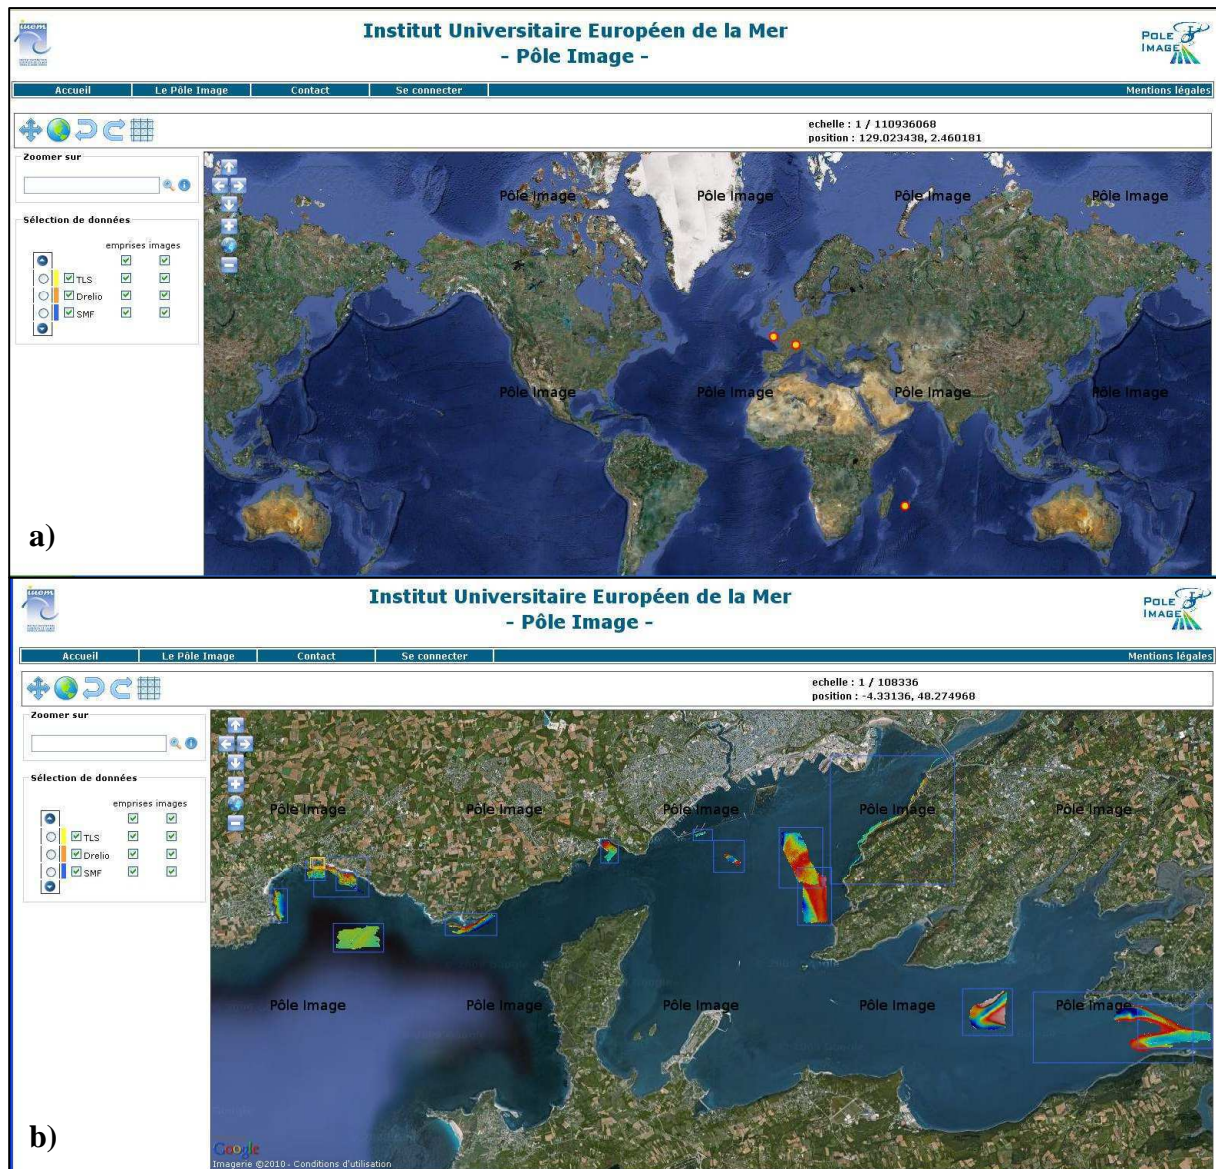 iuem
Institut Universitaire Européen de la Mer
- Pôle Image -
POLE
IMAGE
Accueil
Le Pôle Image
Contact
Se connecter
Mentions légales
echelle : 1 / 110936068
position : 129.023438, 2.460181
Zoomer sur
Sélection de données
emprises images
TLS
Drelio
SMF
Pôle Image Pôle Image Pôle Image Pôle Image
Pôle Image Pôle Image Pôle Image Pôle Image
a)
iuem
Institut Universitaire Européen de la Mer
- Pôle Image -
POLE
IMAGE
Accueil
Le Pôle Image
Contact
Se connecter
Mentions légales
echelle : 1 / 108336
position : -4.33136, 48.274968
Zoomer sur
Sélection de données
emprises images
TLS
Drelio
SMF
Pôle Image Pôle Image Pôle Image Pôle Image Pôle Image
Pôle Image Pôle Image Pôle Image Pôle Image Pôle Image
b)
Google
Imagerie ©2010 - Conditions d'utilisation